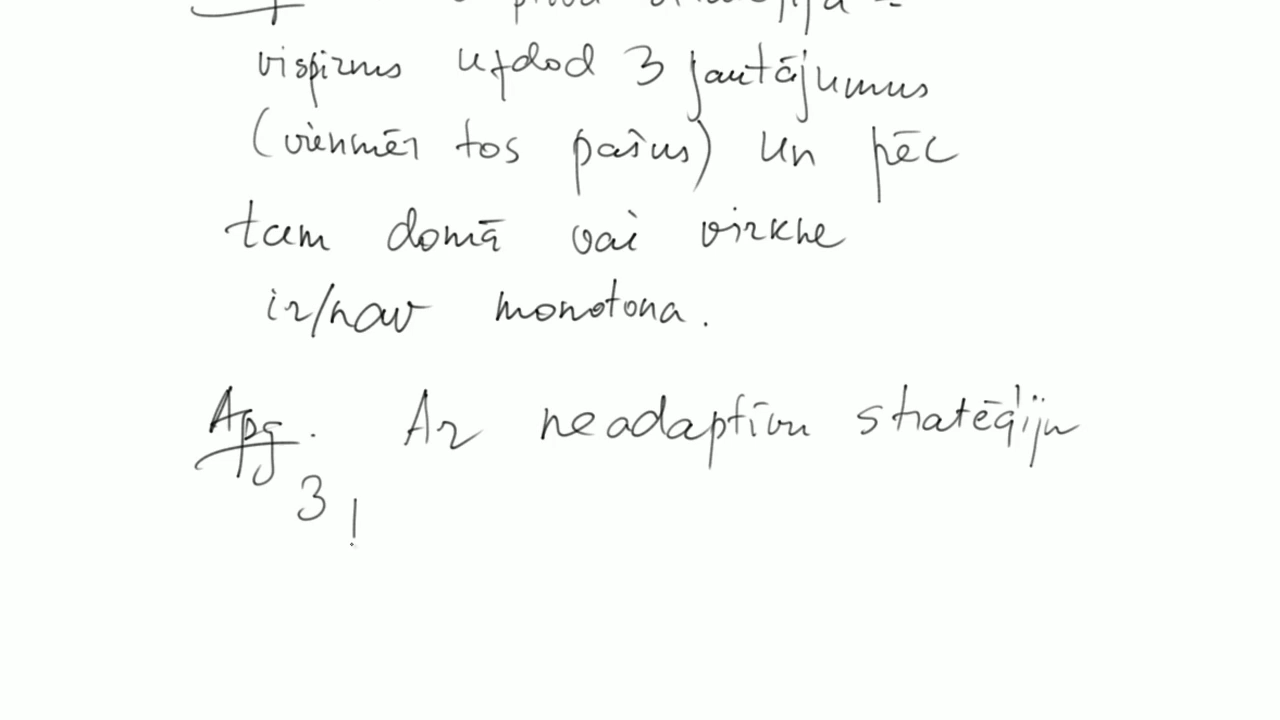 vispirms uzdod 3 jautājumus
(vienmēr tos pašus) un pēc
tam domā vai virkne
ir/nav monotona.
Apg. Ar neadaptīvu stratēģiju
3